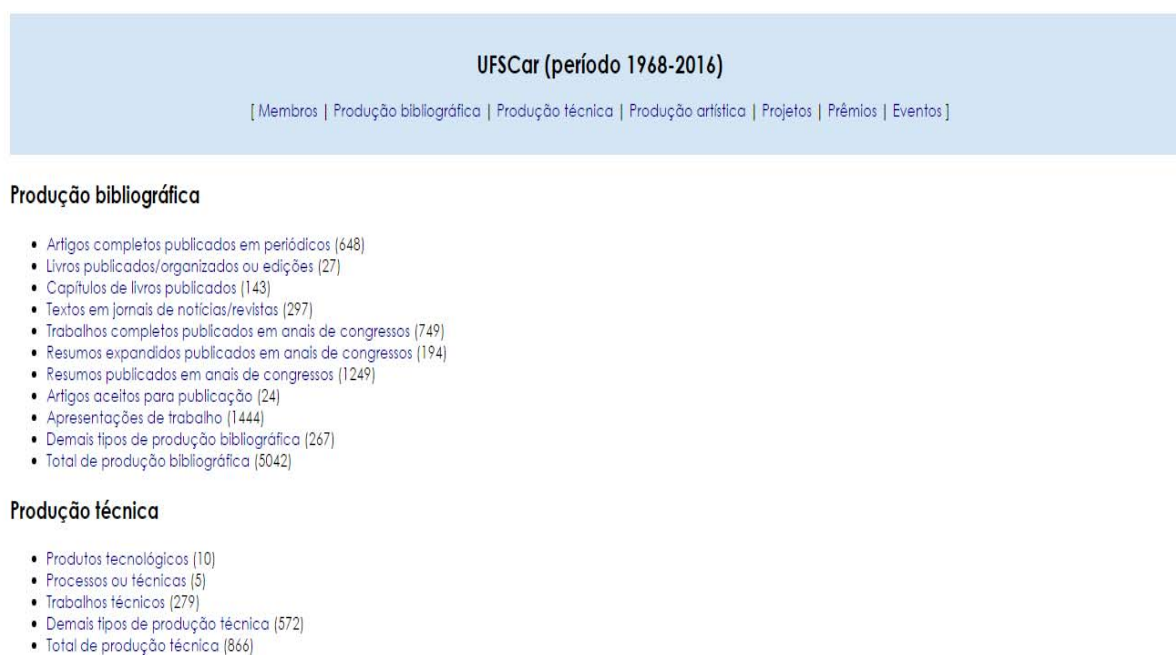 UFSCar (período 1968-2016)
[ Membros | Produção bibliográfica | Produção técnica | Produção artística | Projetos | Prêmios | Eventos ]
Produção bibliográfica
• Artigos completos publicados em periódicos (648)
• Livros publicados/organizados ou edições (27)
• Capítulos de livros publicados (143)
• Textos em jornais de notícias/revistas (297)
• Trabalhos completos publicados em anais de congressos (749)
• Resumos expandidos publicados em anais de congressos (194)
• Resumos publicados em anais de congressos (1249)
• Artigos aceitos para publicação (24)
• Apresentações de trabalho (1444)
• Demais tipos de produção bibliográfica (267)
• Total de produção bibliográfica (5042)
Produção técnica
• Produtos tecnológicos (10)
• Processos ou técnicas (5)
• Trabalhos técnicos (279)
• Demais tipos de produção técnica (572)
• Total de produção técnica (866)